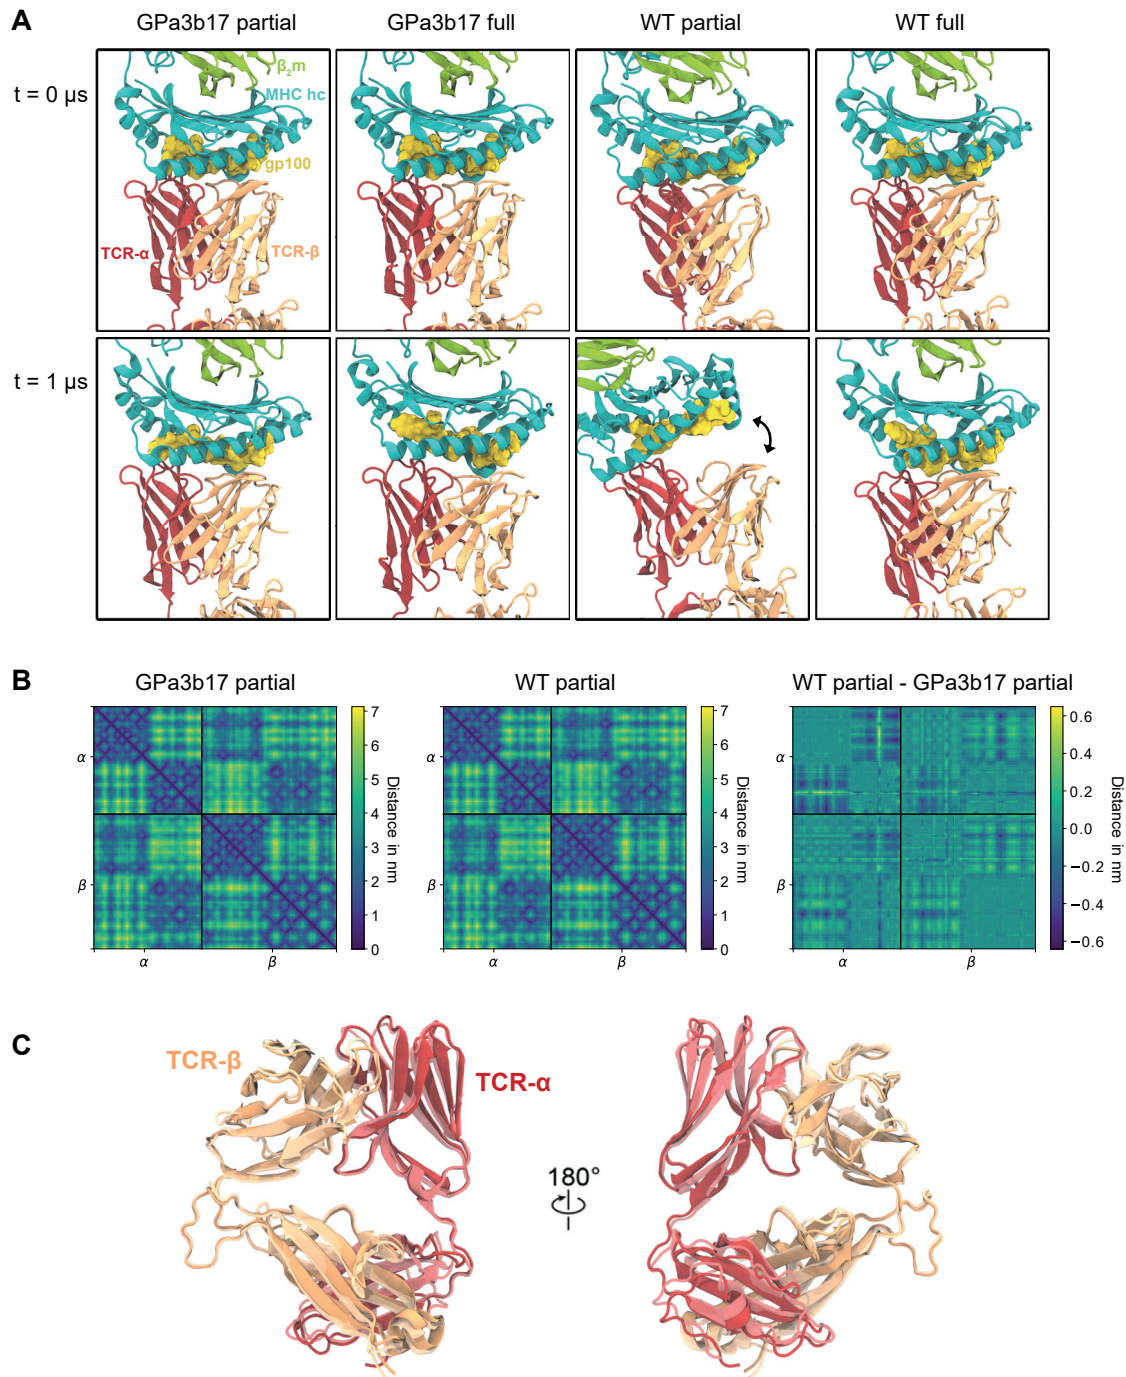 A
GPa3b17 partial
GPa3b17 full
WT partial
WT full
t = 0 μs
β₂m
MHC hc
gp100
TCR-α
TCR-β
t = 1 μs
B
GPa3b17 partial
WT partial
WT partial - GPa3b17 partial
α
β
α
β
7
6
5
4
3
2
1
0
Distance in nm
α
β
α
β
7
6
5
4
3
2
1
0
Distance in nm
α
β
α
β
0.6
0.4
0.2
0.0
−0.2
−0.4
−0.6
Distance in nm
C
TCR-β
TCR-α
180°